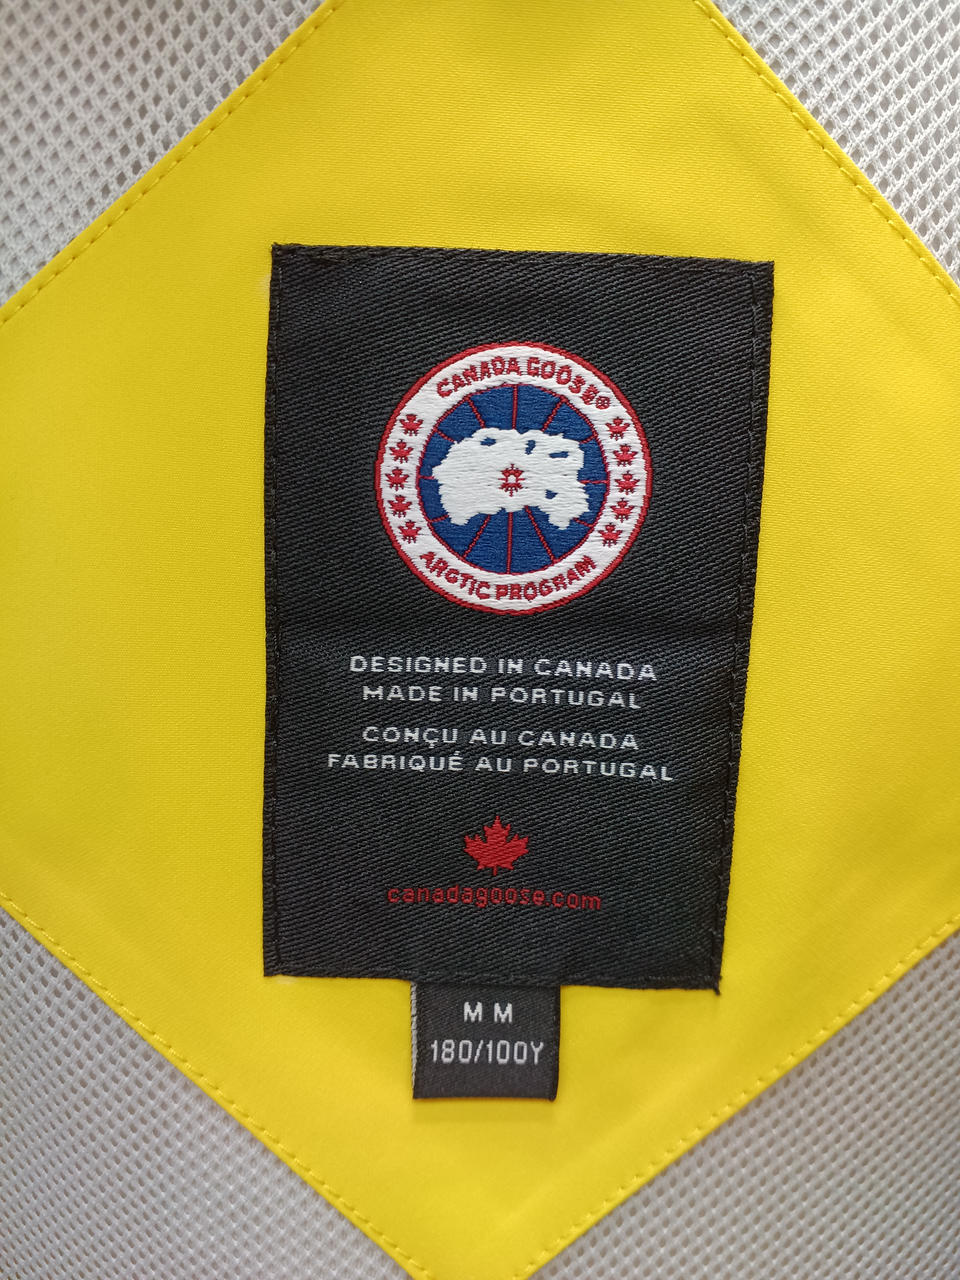 CANADA GOOSE®
ARCTIC PROGRAM
DESIGNED IN CANADA
MADE IN PORTUGAL
CONÇU AU CANADA
FABRIQUÉ AU PORTUGAL
canadagoose.com
M M
180/100Y